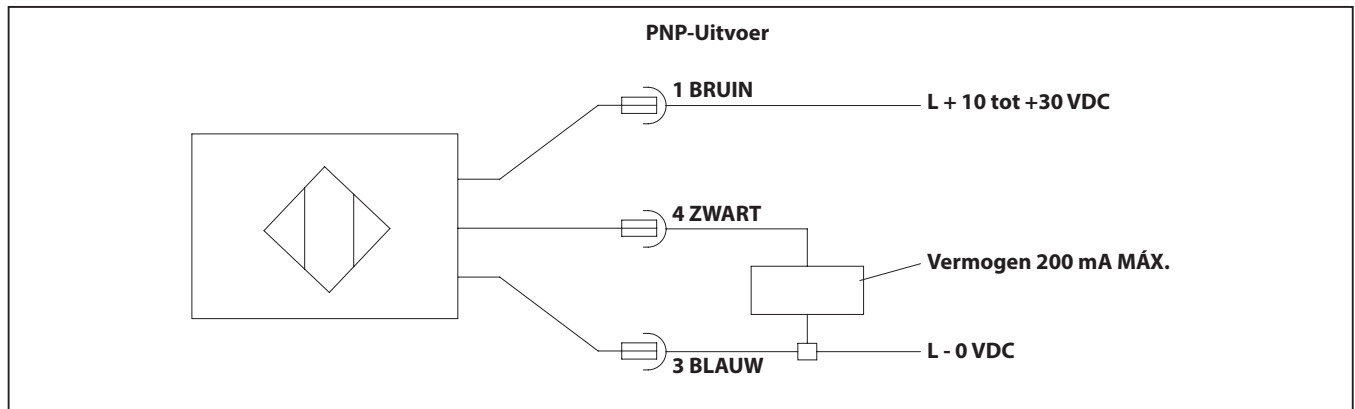 PNP-Uitvoer
1 BRUIN
L + 10 tot +30 VDC
4 ZWART
Vermogen 200 mA MÁX.
L - 0 VDC
3 BLAUW